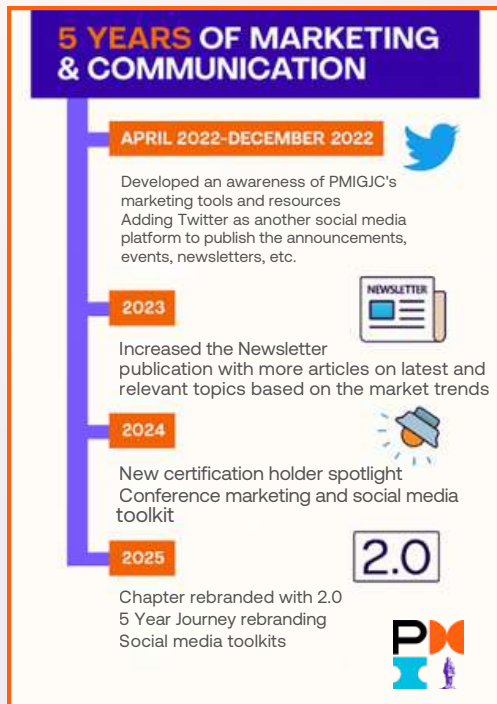 5 YEARS OF MARKETING
& COMMUNICATION
APRIL 2022-DECEMBER 2022
Developed an awareness of PMIGJC's
marketing tools and resources
Adding Twitter as another social media
platform to publish the announcements,
events, newsletters, etc.
2023
NEWSLETTER
Increased the Newsletter
publication with more articles on latest and
relevant topics based on the market trends
2024
New certification holder spotlight
Conference marketing and social media
toolkit
2025
2.0
Chapter rebranded with 2.0
5 Year Journey rebranding
Social media toolkits